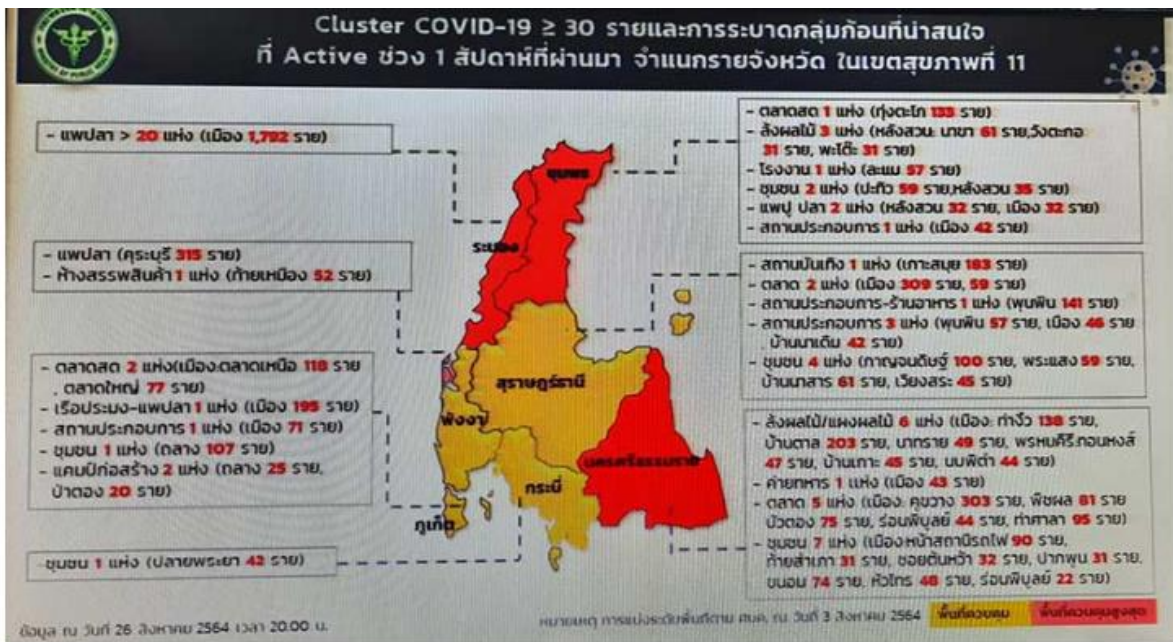 Cluster COVID-19 ≥ 30 รายและการระบาดกลุ่มก้อนที่น่าสนใจ
ที่ Active ช่วง 1 สัปดาห์ที่ผ่านมา จำแนกรายจังหวัด ในเขตสุขภาพที่ 11
- แพปลา > 20 แห่ง (เมือง 1,792 ราย)
- แพปลา (คุระบุรี 315 ราย)
- ห้างสรรพสินค้า 1 แห่ง (ท้ายเหมือง 52 ราย)
- ตลาดสด 2 แห่ง(เมือง:ตลาดเหนือ 118 ราย
, ตลาดใหญ่ 77 ราย)
- เรือประมง-แพปลา 1 แห่ง (เมือง 195 ราย)
- สถานประกอบการ 1 แห่ง (เมือง 71 ราย)
- ชุมชน 1 แห่ง (ถลาง 107 ราย)
- แคมป์ก่อสร้าง 2 แห่ง (ถลาง 25 ราย,
ป่าตอง 20 ราย)
ชุมชน 1 แห่ง (ปลายพระยา 42 ราย)
ชุมพร
ระนอง
สุราษฎร์ธานี
พังงา
นครศรีธรรมราช
กระบี่
ภูเก็ต
- ตลาดสด 1 แห่ง (ทุ่งตะโก 133 ราย)
- ล้งผลไม้ 3 แห่ง (หลังสวน: นาขา 61 ราย,วังตะกอ
31 ราย, พะโต๊ะ 31 ราย)
- โรงงาน 1 แห่ง (ละแม 57 ราย)
- ชุมชน 2 แห่ง (ปะทิว 59 ราย,หลังสวน 35 ราย)
- แพปู ปลา 2 แห่ง (หลังสวน 32 ราย, เมือง 32 ราย)
- สถานประกอบการ 1 แห่ง (เมือง 42 ราย)
- สถานบันเทิง 1 แห่ง (เกาะสมุย 183 ราย)
- ตลาด 2 แห่ง (เมือง 309 ราย, 59 ราย)
- สถานประกอบการ-ร้านอาหาร 1 แห่ง (พุนพิน 141 ราย)
- สถานประกอบการ 3 แห่ง (พุนพิน 57 ราย, เมือง 46 ราย
, บ้านนาเดิม 42 ราย)
- ชุมชน 4 แห่ง (กาญจนดิษฐ์ 100 ราย, พระแสง 59 ราย,
บ้านนาสาร 61 ราย, เวียงสระ 45 ราย)
- ล้งผลไม้/แผงผลไม้ 6 แห่ง (เมือง: ท่างิ้ว 138 ราย,
บ้านตาล 203 ราย, นาทราย 49 ราย, พรหมคีรี:ทอนหงส์
47 ราย, บ้านเกาะ 45 ราย, นบพิตำ 44 ราย)
- ค่ายทหาร 1 แห่ง (เมือง 43 ราย)
- ตลาด 5 แห่ง (เมือง: คูขวาง 303 ราย, พืชผล 81 ราย
บัวตอง 75 ราย, ร่อนพิบูลย์ 44 ราย, ท่าศาลา 95 ราย)
- ชุมชน 7 แห่ง (เมือง:หน้าสถานีรถไฟ 90 ราย,
ท้ายสำเภา 31 ราย, ซอยต้นหว้า 32 ราย, ปากพูน 31 ราย,
ขนอม 74 ราย, หัวไทร 48 ราย, ร่อนพิบูลย์ 22 ราย)
ข้อมูล ณ วันที่ 26 สิงหาคม 2564 เวลา 20.00 น.
หมายเหตุ การแบ่งระดับพื้นที่ตาม ศบค. ณ วันที่ 3 สิงหาคม 2564
พื้นที่ควบคุม
พื้นที่ควบคุมสูงสุด